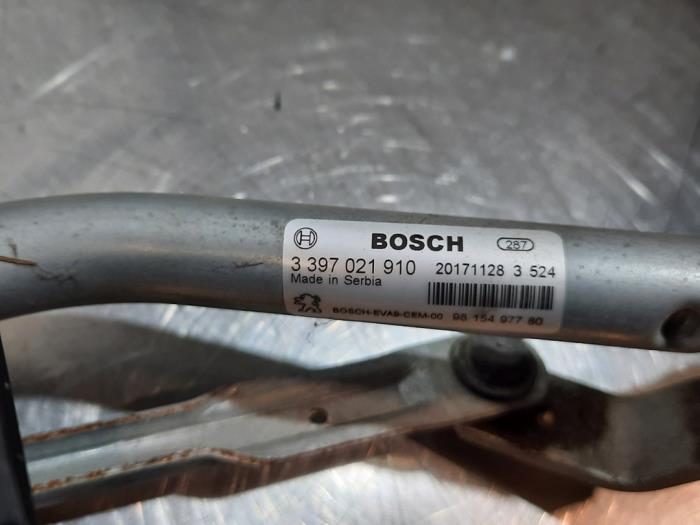 BOSCH 287
3 397 021 910 20171128 3 524
Made in Serbia
BOSCH-EVA9-CEM-00 98 154 977 80